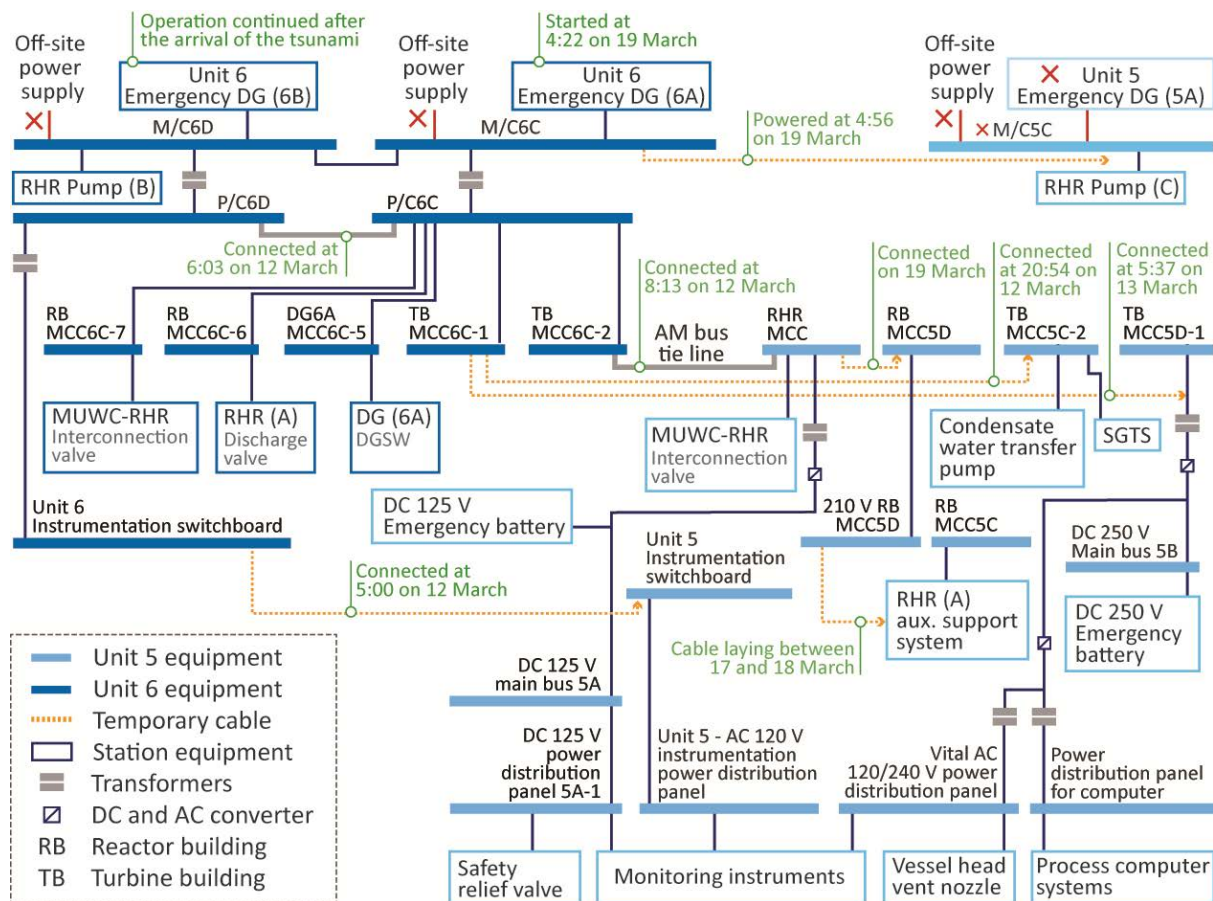 Operation continued after
the arrival of the tsunami
Started at
4:22 on 19 March
Off-site
power
supply
Unit 6
Emergency DG (6B)
Off-site
power
supply
Unit 6
Emergency DG (6A)
Off-site
power
supply
Unit 5
Emergency DG (5A)
Powered at 4:56
on 19 March
M/C6D
M/C6C
M/C5C
RHR Pump (B)
RHR Pump (C)
P/C6D
P/C6C
Connected at
6:03 on 12 March
Connected at
8:13 on 12 March
Connected
on 19 March
Connected
at 20:54 on
12 March
Connected
at 5:37 on
13 March
RB
MCC6C-7
RB
MCC6C-6
DG6A
MCC6C-5
TB
MCC6C-1
TB
MCC6C-2
AM bus
tie line
RHR
MCC
RB
MCC5D
TB
MCC5C-2
TB
MCC5D-1
MUWC-RHR
Interconnection
valve
RHR (A)
Discharge
valve
DG (6A)
DGSW
MUWC-RHR
Interconnection
valve
Condensate
water transfer
pump
SGTS
Unit 6
Instrumentation switchboard
DC 125 V
Emergency battery
210 V RB
MCC5D
RB
MCC5C
DC 250 V
Main bus 5B
Unit 5
Instrumentation
switchboard
Connected at
5:00 on 12 March
RHR (A)
aux. support
system
DC 250 V
Emergency
battery
Cable laying between
17 and 18 March
DC 125 V
main bus 5A
DC 125 V
power
distribution
panel 5A-1
Unit 5 - AC 120 V
instrumentation
power distribution
panel
Vital AC
120/240 V power
distribution panel
Power
distribution panel
for computer
Safety
relief valve
Monitoring instruments
Vessel head
vent nozzle
Process computer
systems
Unit 5 equipment
Unit 6 equipment
Temporary cable
Station equipment
Transformers
DC and AC converter
RB Reactor building
TB Turbine building